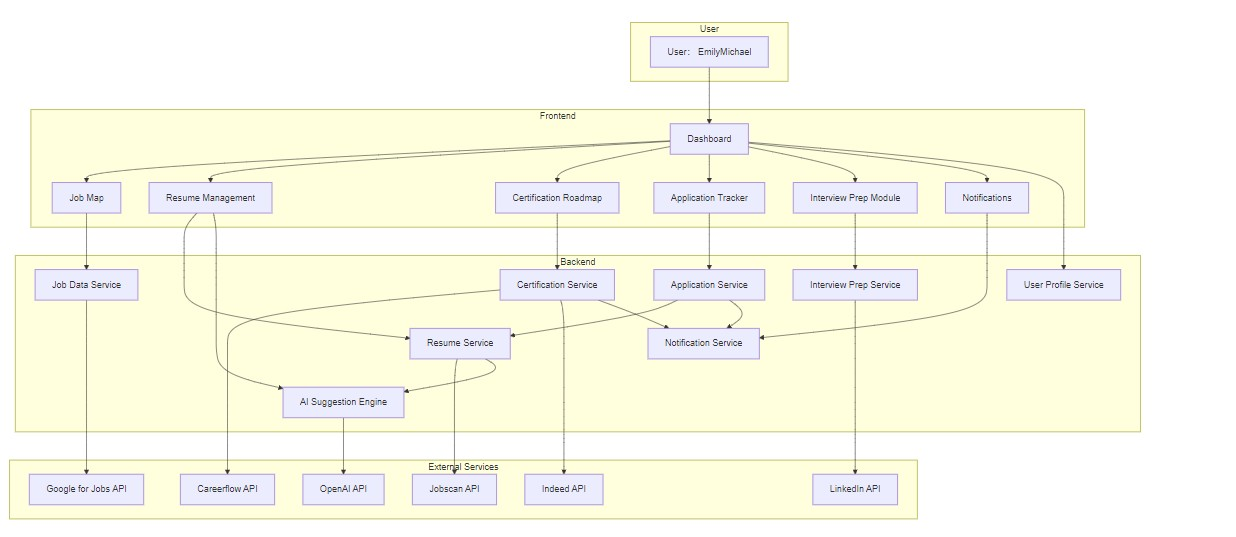 User
User: EmilyMichael
Frontend
Dashboard
Job Map
Resume Management
Certification Roadmap
Application Tracker
Interview Prep Module
Notifications
Backend
Job Data Service
Certification Service
Application Service
Interview Prep Service
User Profile Service
Resume Service
Notification Service
AI Suggestion Engine
External Services
Google for Jobs API
Careerflow API
OpenAI API
Jobscan API
Indeed API
LinkedIn API